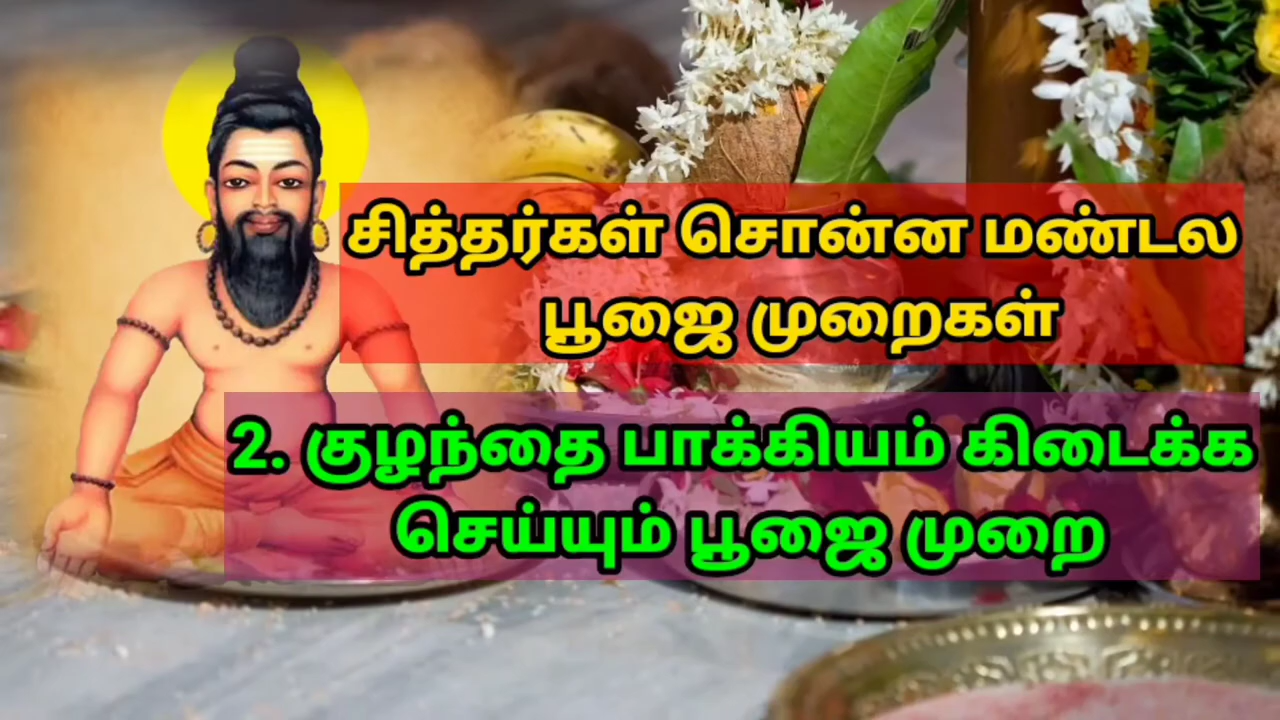 சித்தர்கள் சொன்ன மண்டல
பூஜை முறைகள்
2. குழந்தை பாக்கியம் கிடைக்க
செய்யும் பூஜை முறை